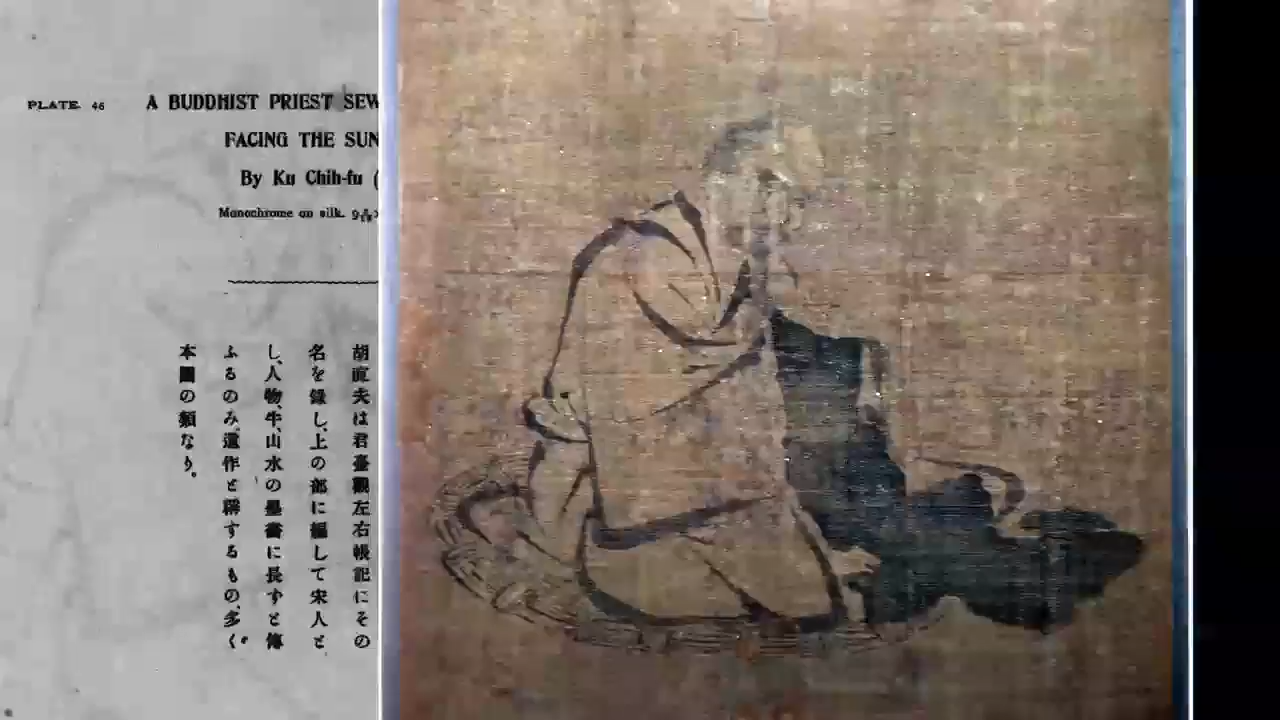 PLATE. 46
A BUDDHIST PRIEST SEW
FACING THE SUN
By Ku Chih-fu (
Monochrome on silk.
胡直夫は君臺觀左右帳記にその
名を錄し、上の部に編して宋人と
し、人物牛、山水の墨畵に長ずと傳
ふるのみ、遺作と稱するもの、多く
本圖の類なり。